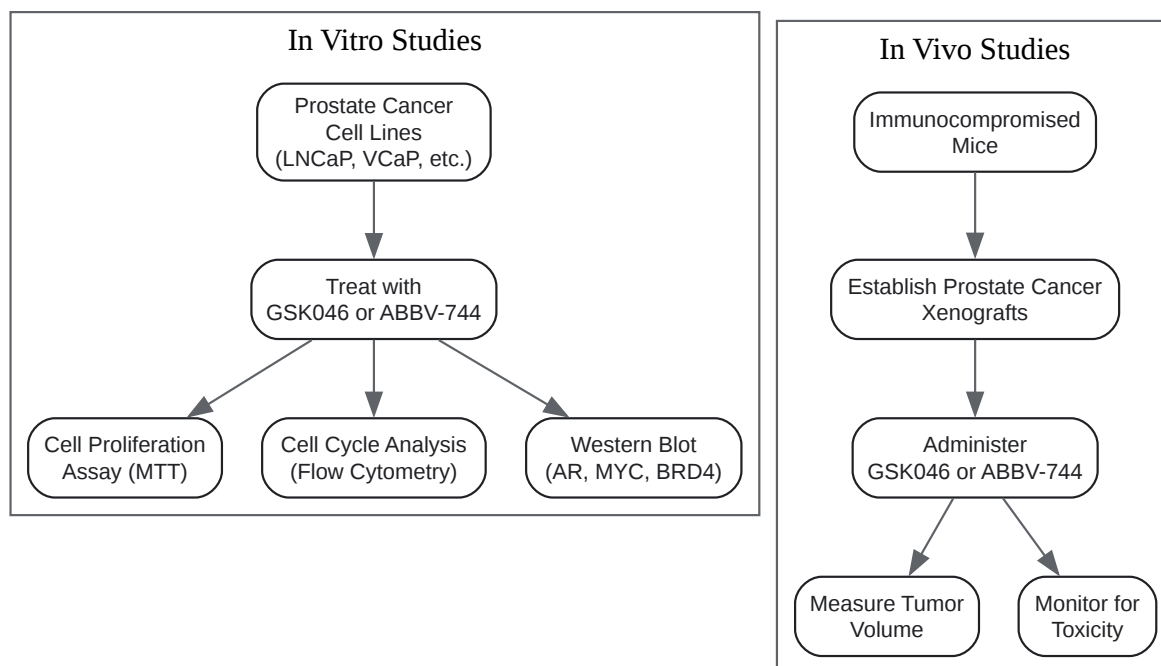 In Vitro Studies
Prostate Cancer
Cell Lines
(LNCaP, VCaP, etc.)
Treat with
GSK046 or ABBV-744
Cell Proliferation
Assay (MTT)
Cell Cycle Analysis
(Flow Cytometry)
Western Blot
(AR, MYC, BRD4)
In Vivo Studies
Immunocompromised
Mice
Establish Prostate Cancer
Xenografts
Administer
GSK046 or ABBV-744
Measure Tumor
Volume
Monitor for
Toxicity